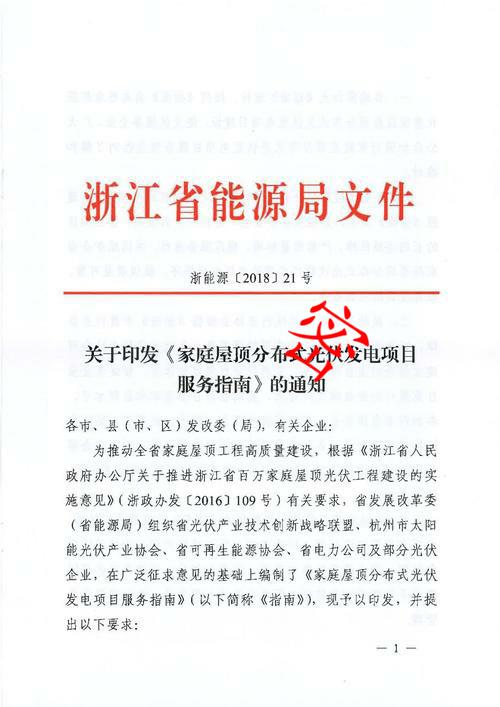 浙江省能源局文件
浙能源〔2018〕21号
关于印发《家庭屋顶分布式光伏发电项目
服务指南》的通知
各市、县（市、区）发改委（局），有关企业：
为推动全省家庭屋顶工程高质量建设，根据《浙江省人民
政府办公厅关于推进浙江省百万家庭屋顶光伏工程建设的实
施意见》（浙政办发〔2016〕109号）有关要求，省发展改革委
（省能源局）组织省光伏产业技术创新战略联盟、杭州市太阳
能光伏产业协会、省可再生能源协会、省电力公司及部分光伏
企业，在广泛征求意见的基础上编制了《家庭屋顶分布式光伏
发电项目服务指南》（以下简称《指南》），现予以印发，并提
出以下要求：
— 1 —